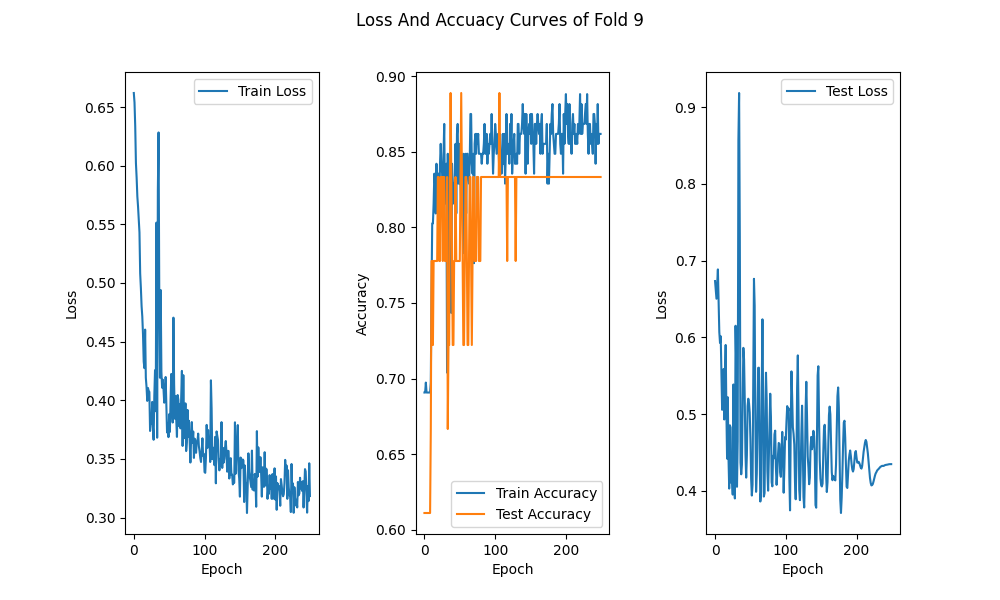 Loss And Accuacy Curves of Fold 9
Train Loss
0.65
0.60
0.55
0.50
0.45
0.40
0.35
0.30
Loss
0
100
200
Epoch
0.90
0.85
0.80
0.75
0.70
0.65
0.60
Accuracy
Train Accuracy
Test Accuracy
0
100
200
Epoch
Test Loss
0.9
0.8
0.7
0.6
0.5
0.4
Loss
0
100
200
Epoch